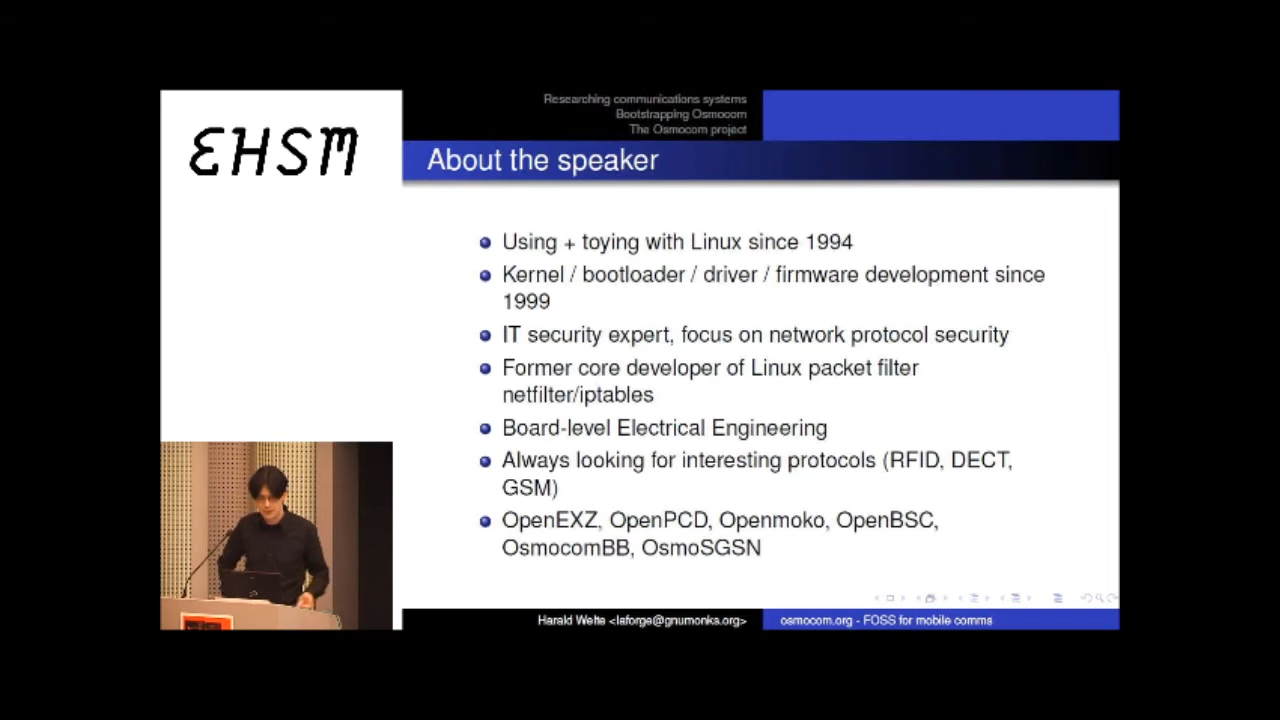 EHSM
Researching communications systems
Bootstrapping Osmocom
The Osmocom project
About the speaker
Using + toying with Linux since 1994
Kernel / bootloader / driver / firmware development since
1999
IT security expert, focus on network protocol security
Former core developer of Linux packet filter
netfilter/iptables
Board-level Electrical Engineering
Always looking for interesting protocols (RFID, DECT,
GSM)
OpenEXZ, OpenPCD, Openmoko, OpenBSC,
OsmocomBB, OsmoSGSN
Harald Welte <laforge@gnumonks.org>
osmocom.org - FOSS for mobile comms